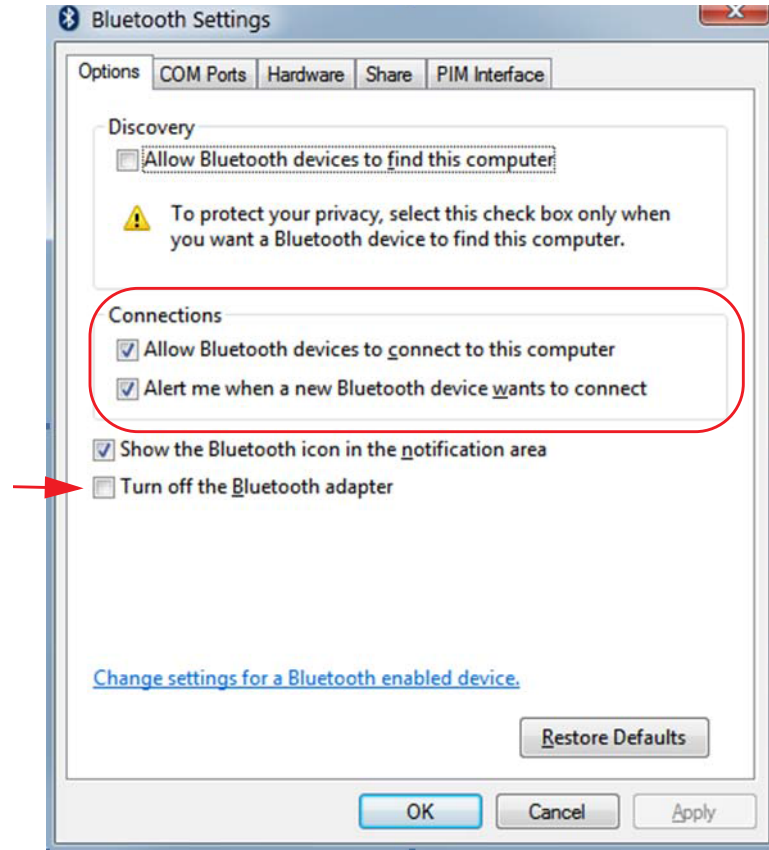 Bluetooth Settings
Options COM Ports Hardware Share PIM Interface
Discovery
Allow Bluetooth devices to find this computer
To protect your privacy, select this check box only when
you want a Bluetooth device to find this computer.
Connections
Allow Bluetooth devices to connect to this computer
Alert me when a new Bluetooth device wants to connect
Show the Bluetooth icon in the notification area
Turn off the Bluetooth adapter
Change settings for a Bluetooth enabled device.
Restore Defaults
OK Cancel Apply